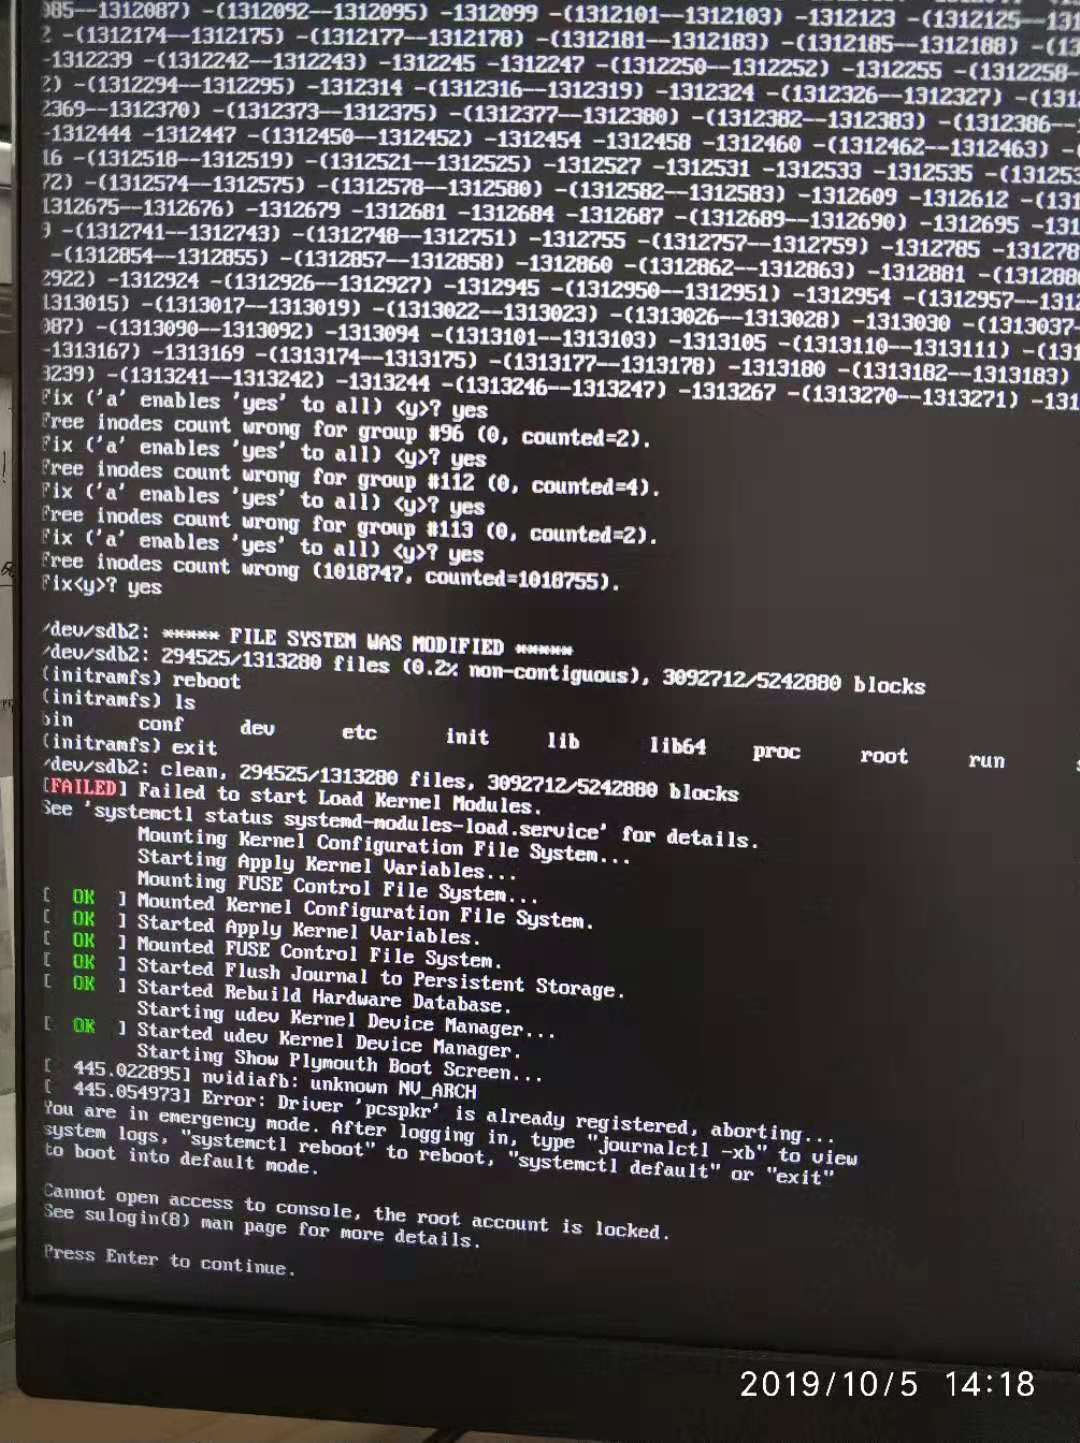 985--1312087) -(1312092--1312095) -1312099 -(1312101--1312103) -1312123 -(1312125--131
2 -(1312174--1312175) -(1312177--1312178) -(1312181--1312183) -(1312185--1312188) -(13
-1312239 -(1312242--1312243) -1312245 -1312247 -(1312250--1312252) -1312255 -(1312258-
2) -(1312294--1312295) -1312314 -(1312316--1312319) -1312324 -(1312326--1312327) -(131
2369--1312370) -(1312373--1312375) -(1312377--1312380) -(1312382--1312383) -(1312386--
-1312444 -1312447 -(1312450--1312452) -1312454 -1312458 -1312460 -(1312462--1312463) -(
16 -(1312518--1312519) -(1312521--1312525) -1312527 -1312531 -1312533 -1312535 -(131253
72) -(1312574--1312575) -(1312578--1312580) -(1312582--1312583) -1312609 -1312612 -(131
1312675--1312676) -1312679 -1312681 -1312684 -1312687 -(1312689--1312690) -1312695 -131
9 -(1312741--1312743) -(1312748--1312751) -1312755 -(1312757--1312759) -1312785 -131278
-(1312854--1312855) -(1312857--1312858) -1312860 -(1312862--1312863) -1312881 -(131288
2922) -1312924 -(1312926--1312927) -1312945 -(1312950--1312951) -1312954 -(1312957--131
1313015) -(1313017--1313019) -(1313022--1313023) -(1313026--1313028) -1313030 -(1313037-
087) -(1313090--1313092) -1313094 -(1313101--1313103) -1313105 -(1313110--1313111) -(131
-1313167) -1313169 -(1313174--1313175) -(1313177--1313178) -1313180 -(1313182--1313183)
3239) -(1313241--1313242) -1313244 -(1313246--1313247) -1313267 -(1313270--1313271) -131
Fix ('a' enables 'yes' to all) <y>? yes
Free inodes count wrong for group #96 (0, counted=2).
Fix ('a' enables 'yes' to all) <y>? yes
Free inodes count wrong for group #112 (0, counted=4).
Fix ('a' enables 'yes' to all) <y>? yes
Free inodes count wrong for group #113 (0, counted=2).
Fix ('a' enables 'yes' to all) <y>? yes
Free inodes count wrong (1018747, counted=1018755).
Fix<y>? yes
/dev/sdb2: ***** FILE SYSTEM WAS MODIFIED *****
/dev/sdb2: 294525/1313280 files (0.2% non-contiguous), 3092712/5242880 blocks
(initramfs) reboot
(initramfs) ls
bin conf dev etc init lib lib64 proc root run
(initramfs) exit
/dev/sdb2: clean, 294525/1313280 files, 3092712/5242880 blocks
[FAILED] Failed to start Load Kernel Modules.
See 'systemctl status systemd-modules-load.service' for details.
Mounting Kernel Configuration File System...
Starting Apply Kernel Variables...
Mounting FUSE Control File System...
[ OK ] Mounted Kernel Configuration File System.
[ OK ] Started Apply Kernel Variables.
[ OK ] Mounted FUSE Control File System.
[ OK ] Started Flush Journal to Persistent Storage.
[ OK ] Started Rebuild Hardware Database.
Starting udev Kernel Device Manager...
[ OK ] Started udev Kernel Device Manager.
Starting Show Plymouth Boot Screen...
[ 445.022895] nvidiafb: unknown NV_ARCH
[ 445.054973] Error: Driver 'pcspkr' is already registered, aborting...
You are in emergency mode. After logging in, type "journalctl -xb" to view
system logs, "systemctl reboot" to reboot, "systemctl default" or "exit"
to boot into default mode.
Cannot open access to console, the root account is locked.
See sulogin(8) man page for more details.
Press Enter to continue.
2019/10/5 14:18